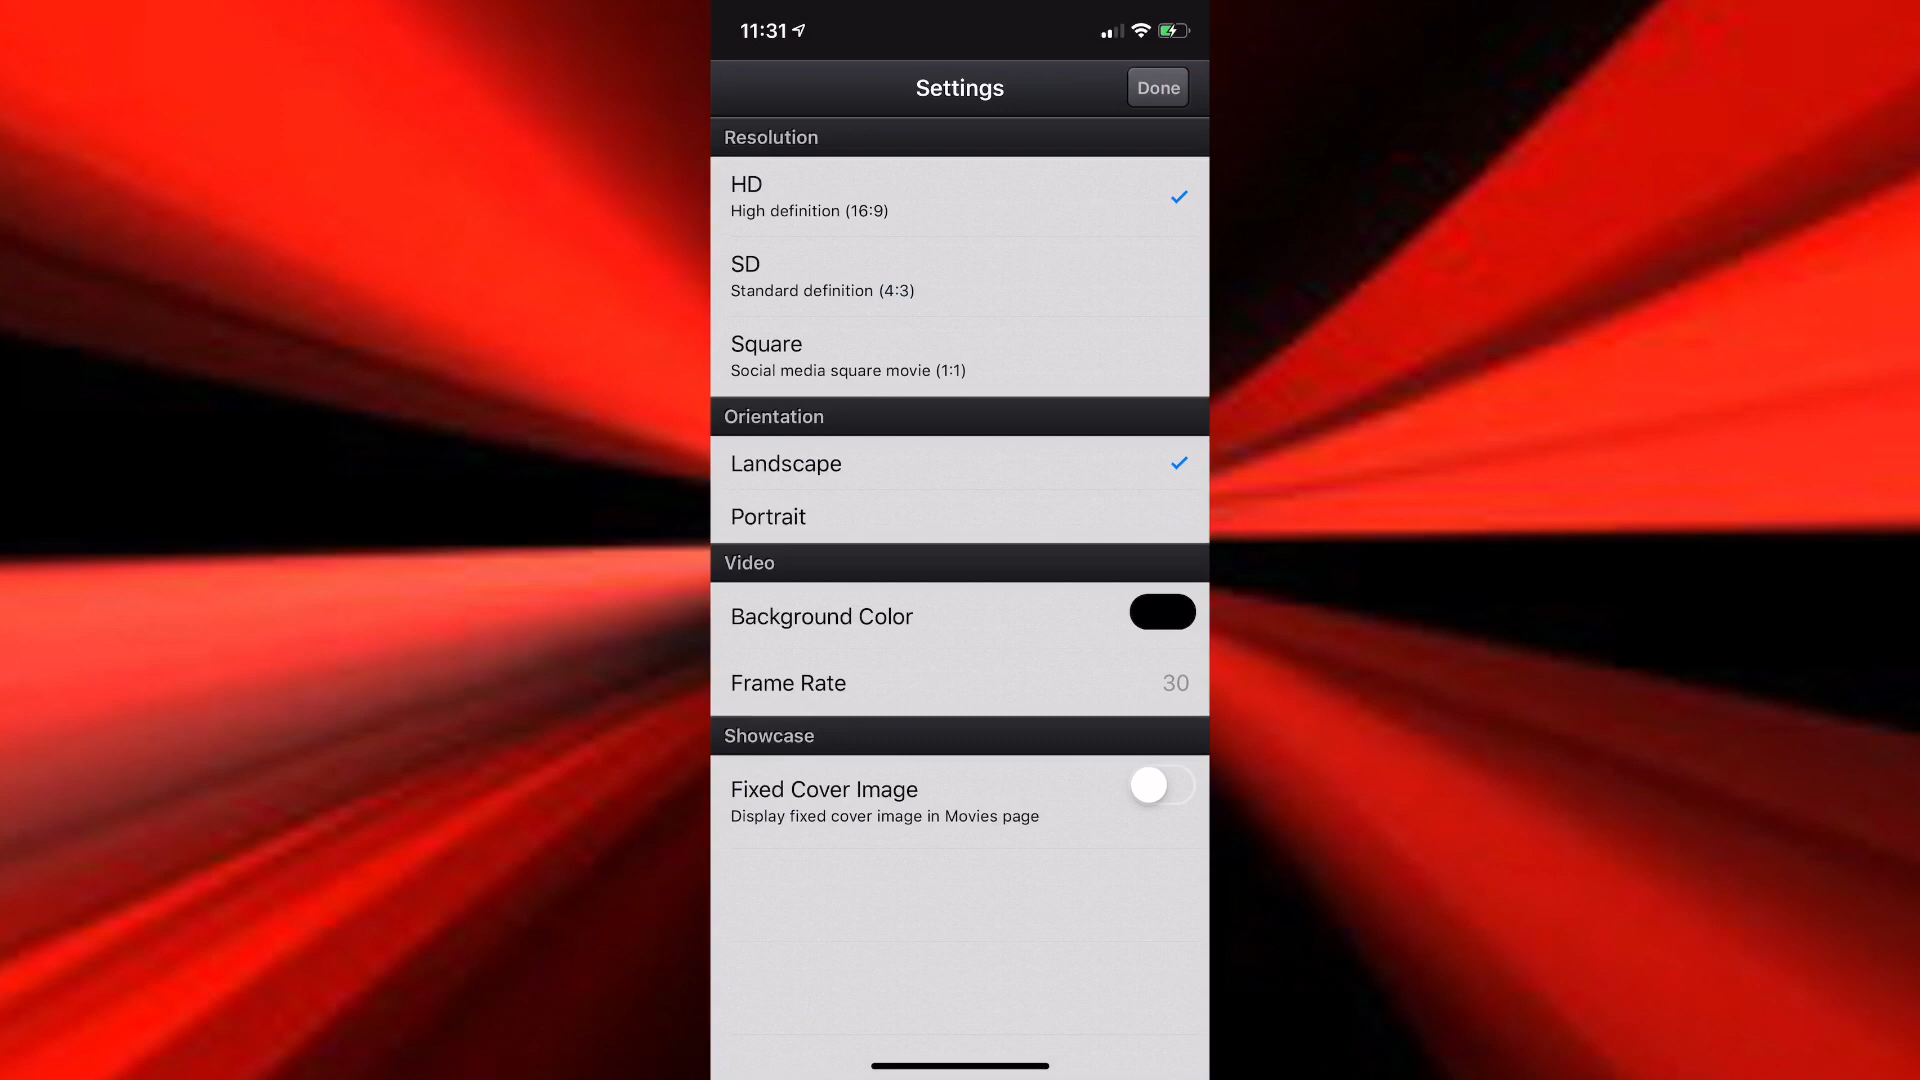 11:31
Settings
Done
Resolution
HD
High definition (16:9)
SD
Standard definition (4:3)
Square
Social media square movie (1:1)
Orientation
Landscape
Portrait
Video
Background Color
Frame Rate
30
Showcase
Fixed Cover Image
Display fixed cover image in Movies page